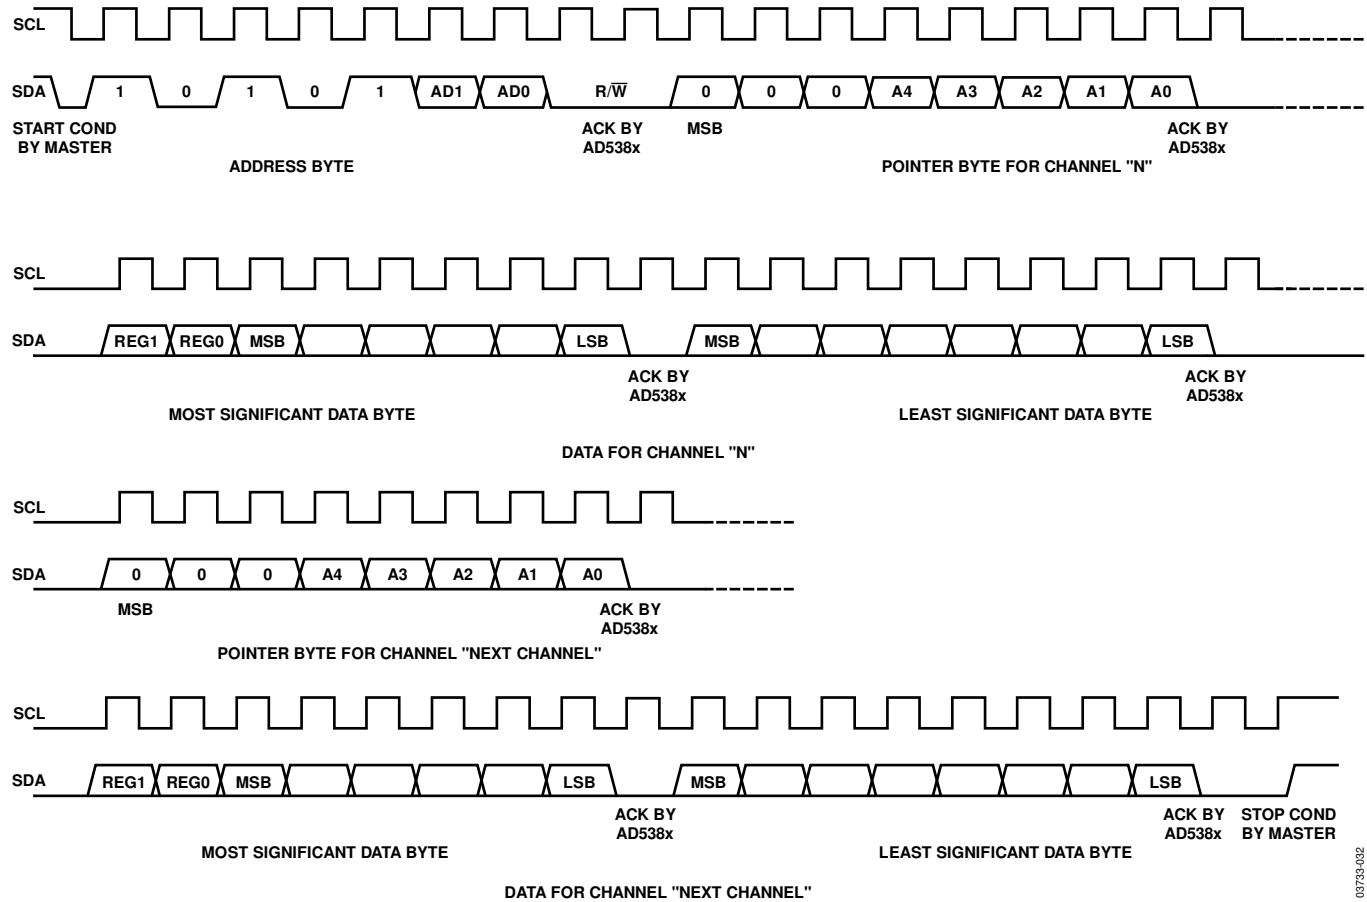 SCL
SDA 1 0 1 0 1 AD1 AD0 R/W̅ 0 0 0 A4 A3 A2 A1 A0
START COND ACK BY MSB ACK BY
BY MASTER AD538x AD538x
ADDRESS BYTE POINTER BYTE FOR CHANNEL "N"
SCL
SDA REG1 REG0 MSB LSB MSB LSB
ACK BY ACK BY
AD538x AD538x
MOST SIGNIFICANT DATA BYTE LEAST SIGNIFICANT DATA BYTE
DATA FOR CHANNEL "N"
SCL
SDA 0 0 0 A4 A3 A2 A1 A0
MSB ACK BY
AD538x
POINTER BYTE FOR CHANNEL "NEXT CHANNEL"
SCL
SDA REG1 REG0 MSB LSB MSB LSB
ACK BY ACK BY STOP COND
AD538x AD538x BY MASTER
MOST SIGNIFICANT DATA BYTE LEAST SIGNIFICANT DATA BYTE
DATA FOR CHANNEL "NEXT CHANNEL"
03733-032